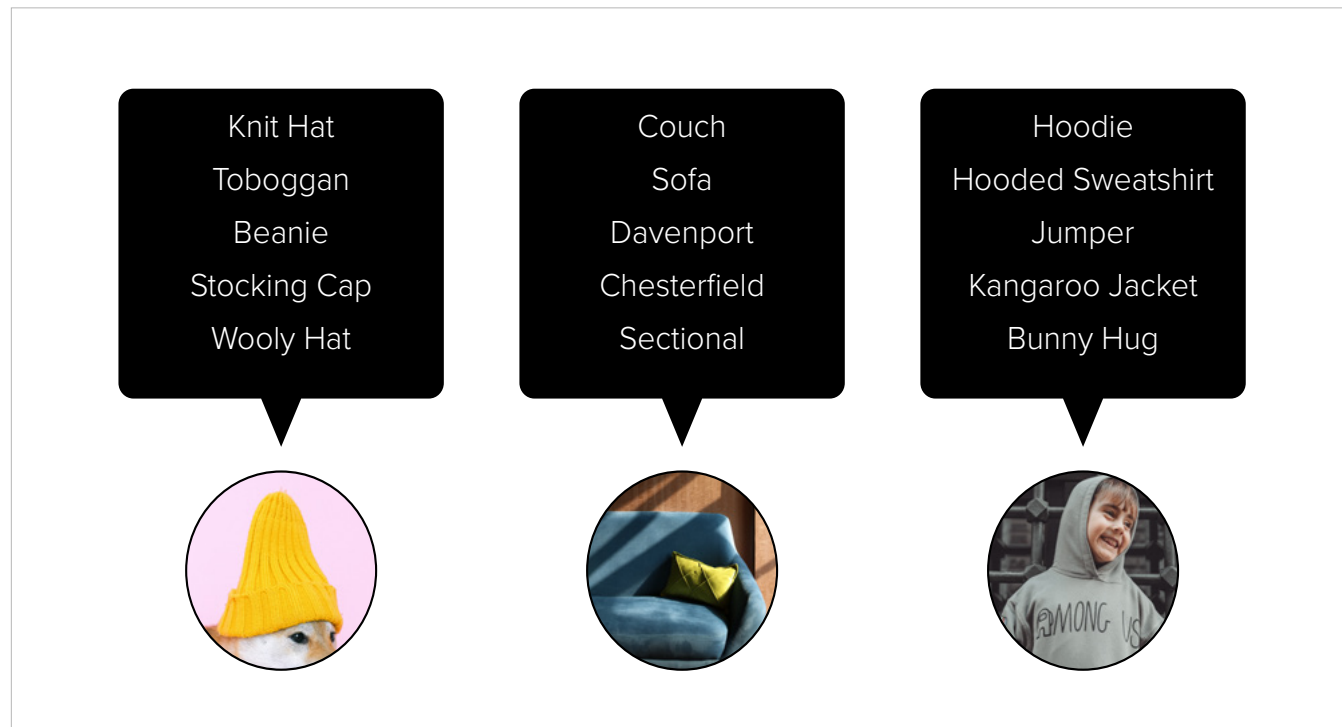 Knit Hat
Toboggan
Beanie
Stocking Cap
Wooly Hat
Couch
Sofa
Davenport
Chesterfield
Sectional
Hoodie
Hooded Sweatshirt
Jumper
Kangaroo Jacket
Bunny Hug
AMONG US